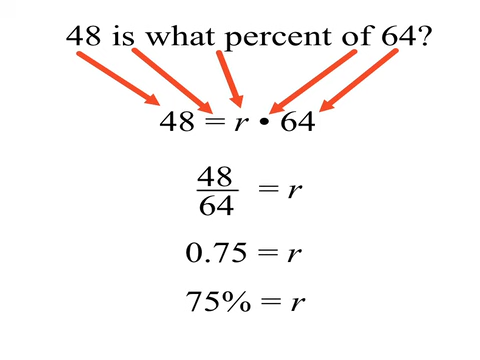 48 is what percent of 64?
48 = r • 64
48/64 = r
0.75 = r
75% = r